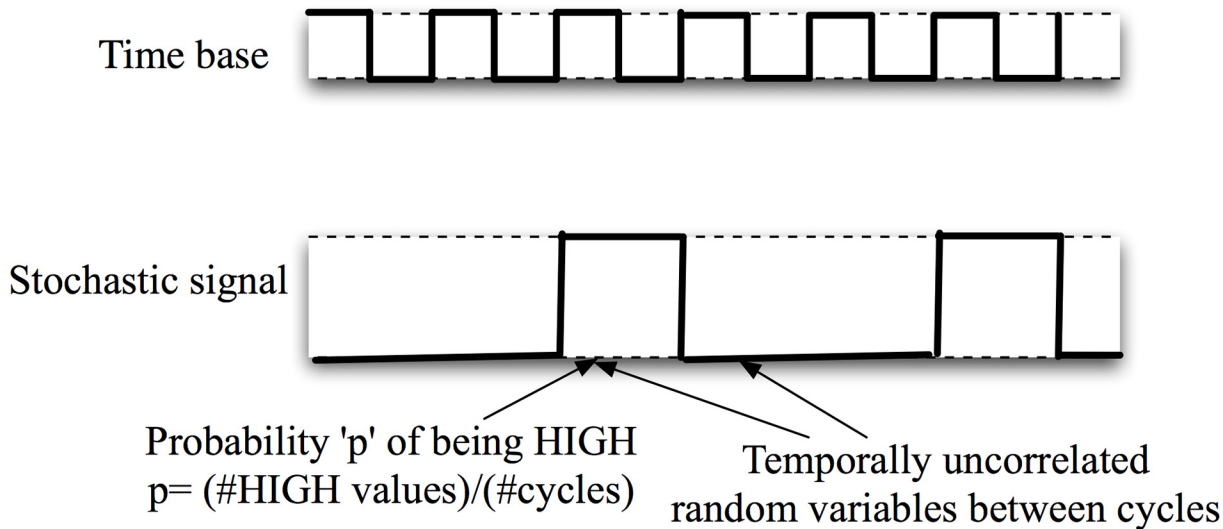 Time base
Stochastic signal
Probability 'p' of being HIGH
p= (#HIGH values)/(#cycles)
Temporally uncorrelated
random variables between cycles